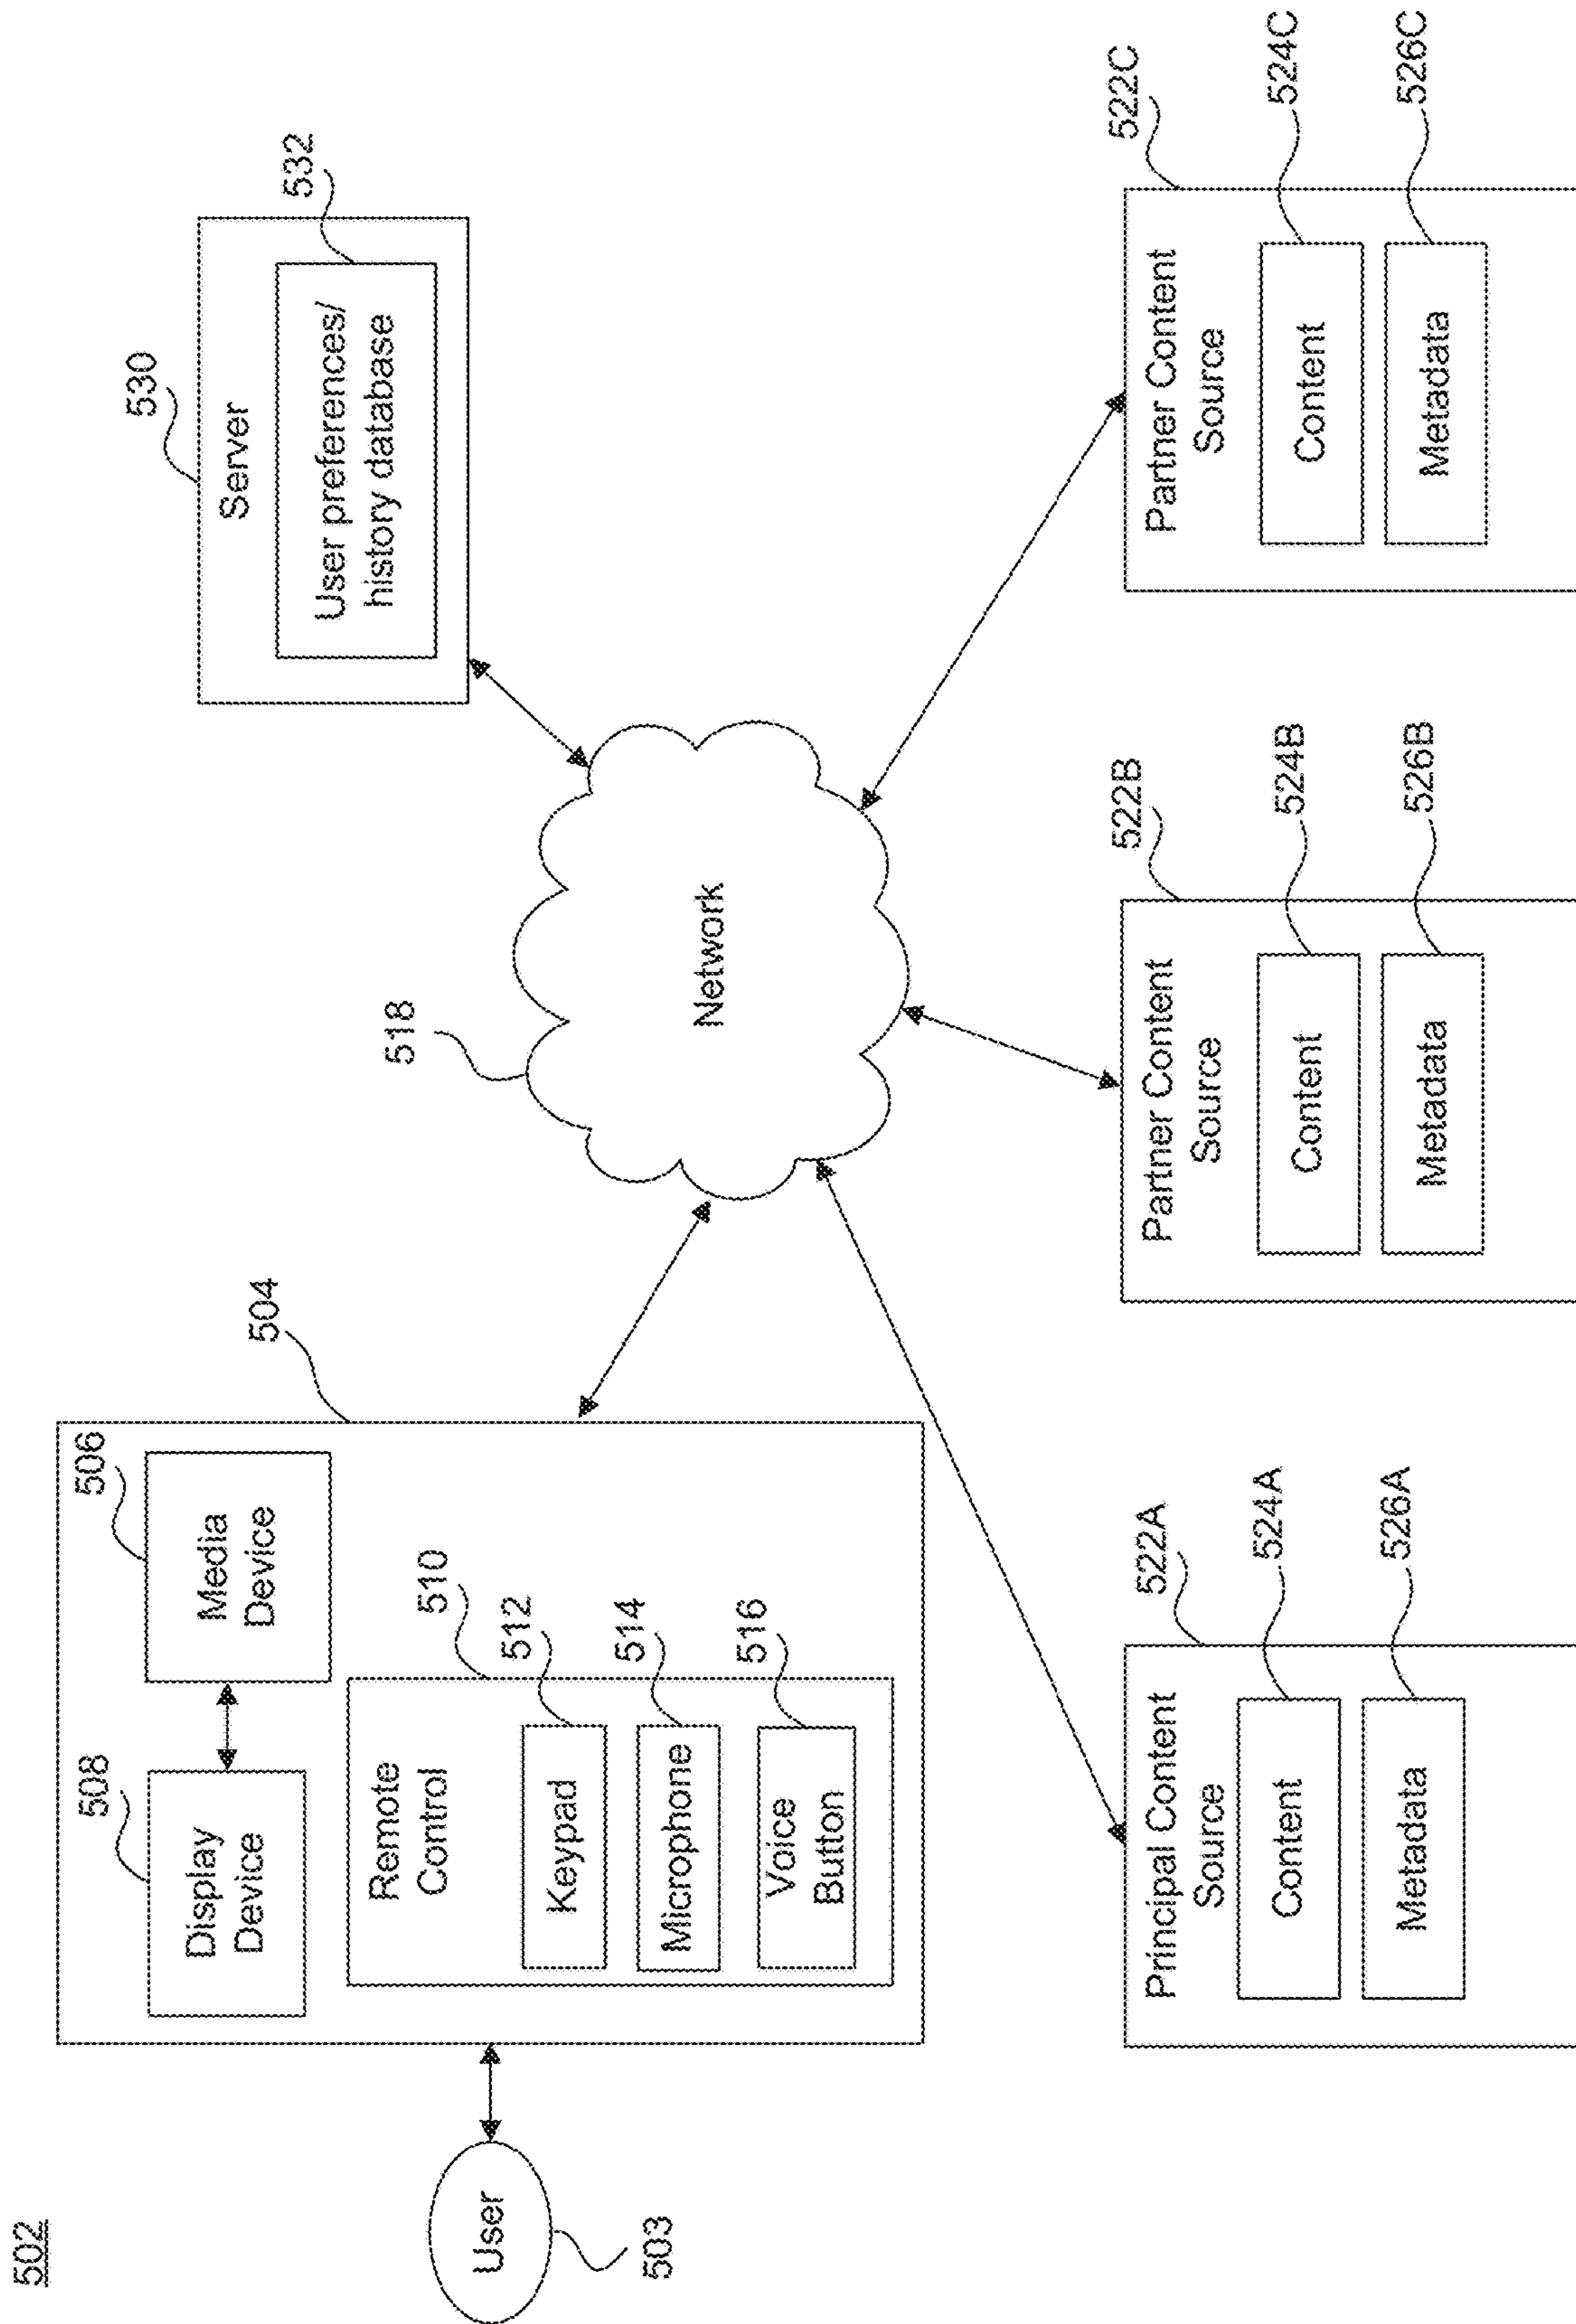 502
User
503
504
508
Display
Device
506
Media
Device
510
Remote
Control
512
Keypad
514
Microphone
516
Voice
Button
518
Network
530
Server
532
User preferences/
history database
522A
Principal Content
Source
524A
Content
526A
Metadata
522B
Partner Content
Source
524B
Content
526B
Metadata
522C
Partner Content
Source
524C
Content
526C
Metadata